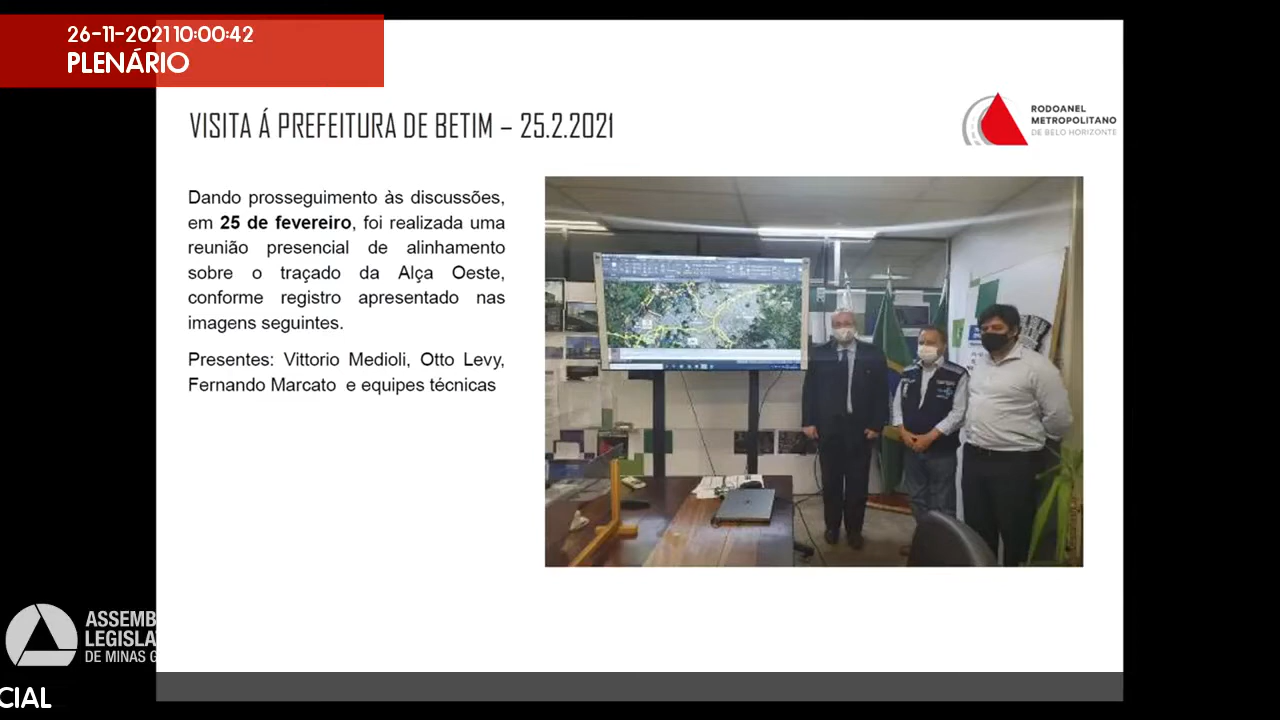 26-11-2021 10:00:42
PLENÁRIO
VISITA Á PREFEITURA DE BETIM – 25.2.2021
RODOANEL
METROPOLITANO
DE BELO HORIZONTE
Dando prosseguimento às discussões,
em 25 de fevereiro, foi realizada uma
reunião presencial de alinhamento
sobre o traçado da Alça Oeste,
conforme registro apresentado nas
imagens seguintes.
Presentes: Vittorio Medioli, Otto Levy,
Fernando Marcato e equipes técnicas
ASSEMB
LEGISLA
DE MINAS G
CIAL